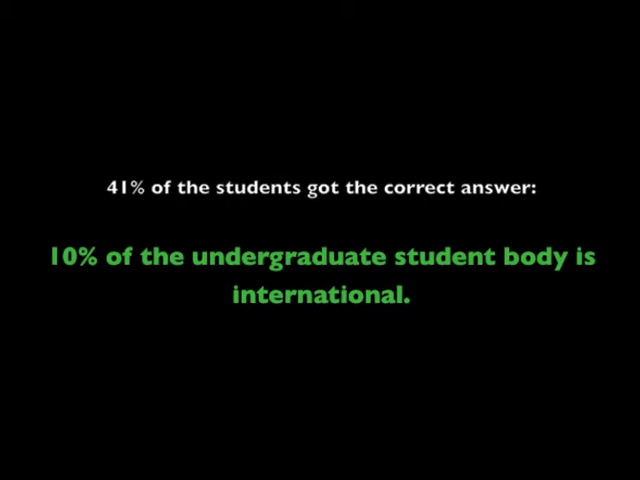 41% of the students got the correct answer:
10% of the undergraduate student body is
international.